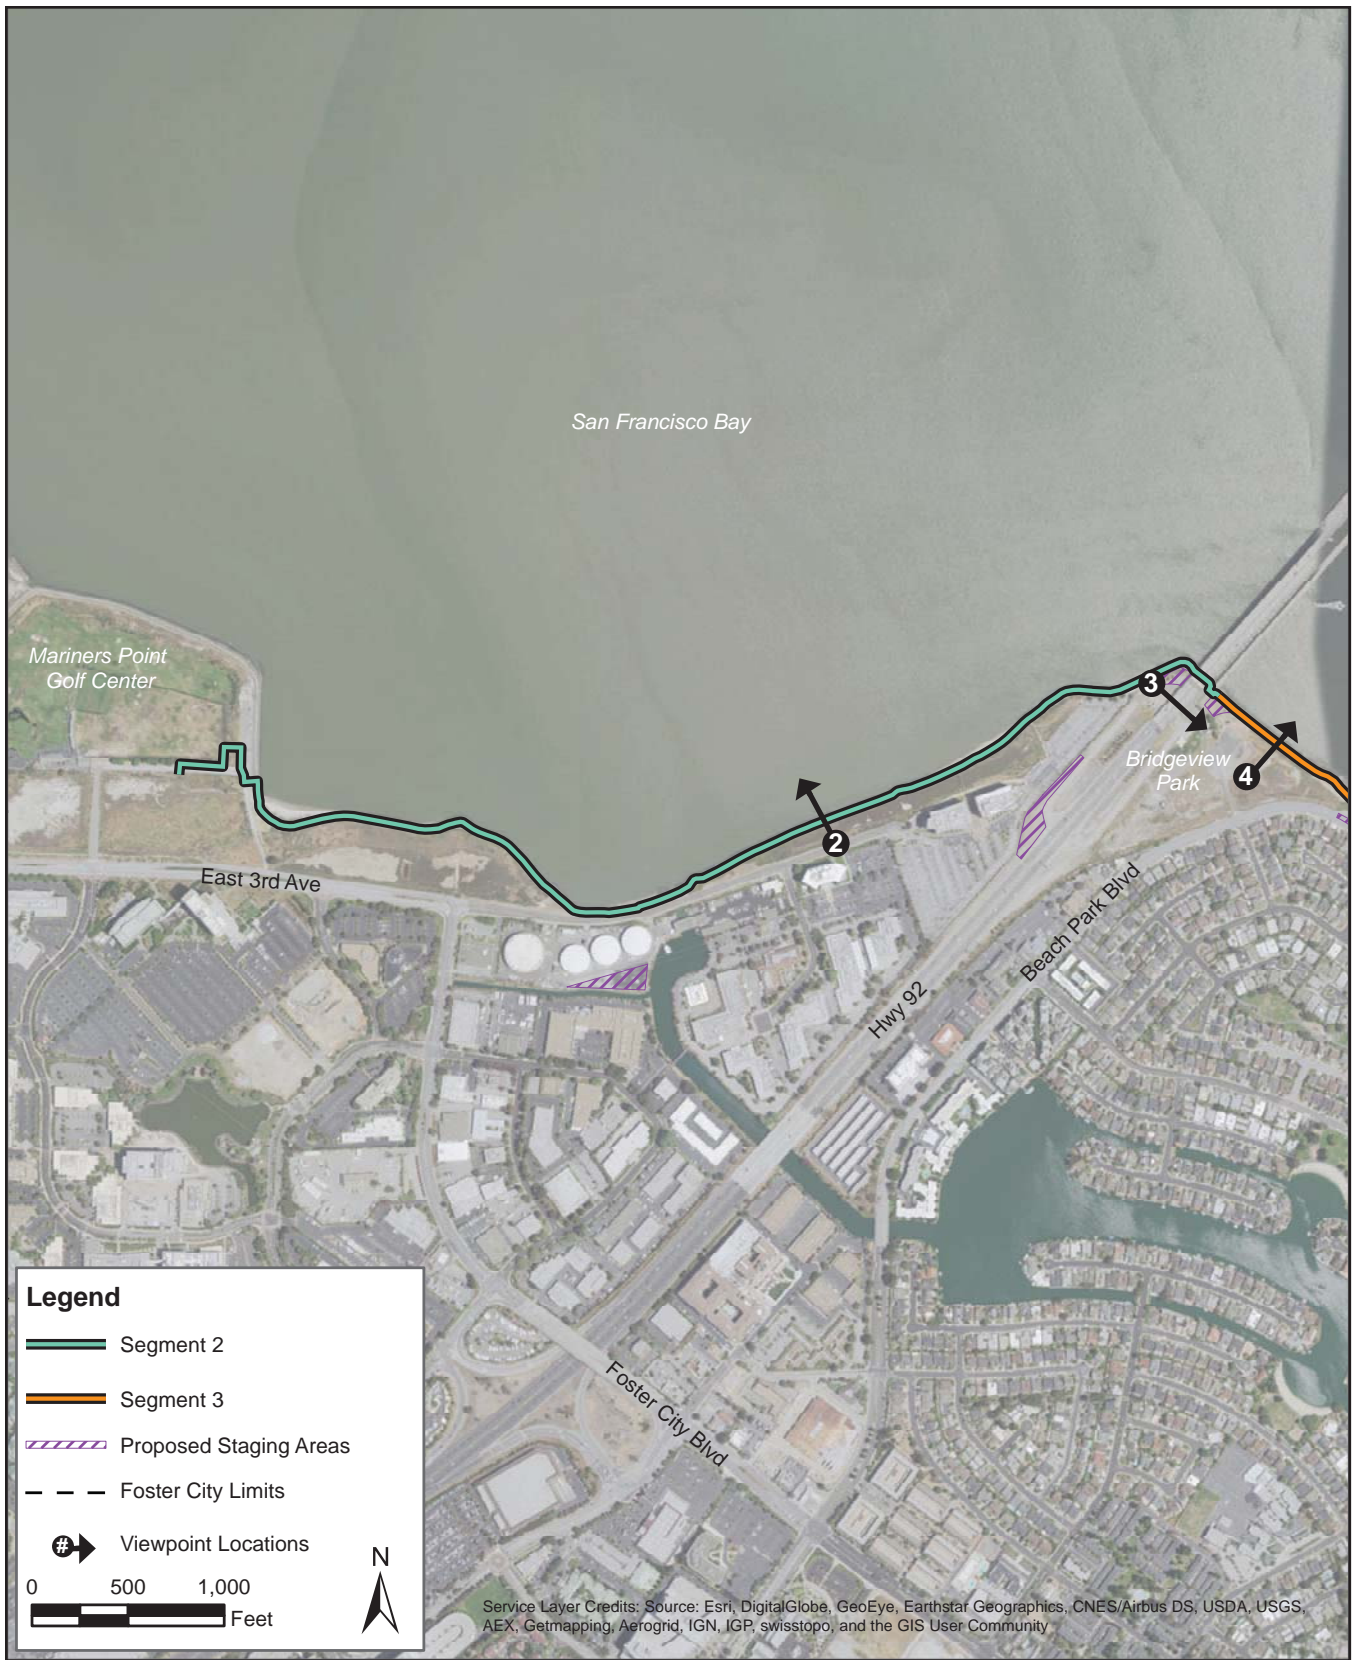 San Francisco Bay
Mariners Point
Golf Center
3
Bridgeview
Park
4
2
East 3rd Ave
Beach Park Blvd
Hwy 92
Foster City Blvd
Legend
Segment 2
Segment 3
Proposed Staging Areas
Foster City Limits
# Viewpoint Locations
N
0 500 1,000
Feet
Service Layer Credits: Source: Esri, DigitalGlobe, GeoEye, Earthstar Geographics, CNES/Airbus DS, USDA, USGS,
AEX, Getmapping, Aerogrid, IGN, IGP, swisstopo, and the GIS User Community